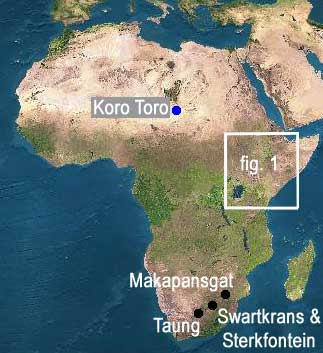 Koro Toro
fig. 1
Makapansgat
Taung
Swartkrans &
Sterkfontein